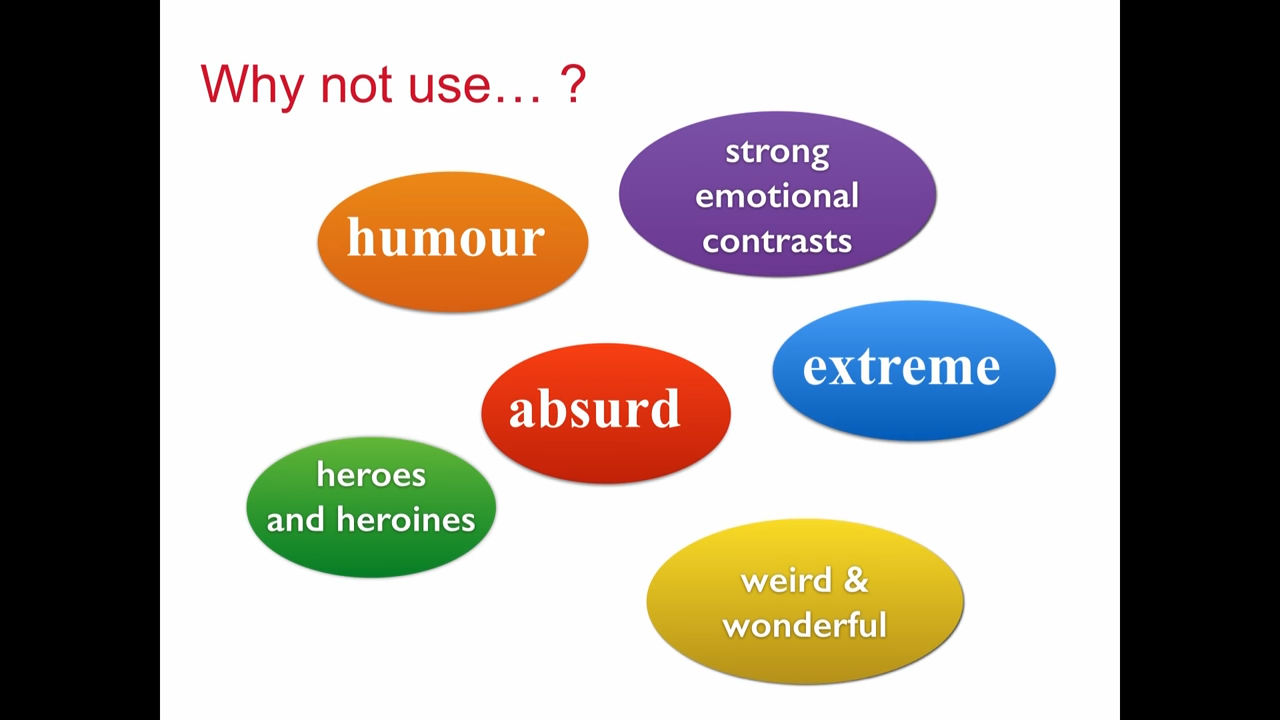 Why not use… ?
strong
emotional
contrasts
humour
extreme
absurd
heroes
and heroines
weird &
wonderful